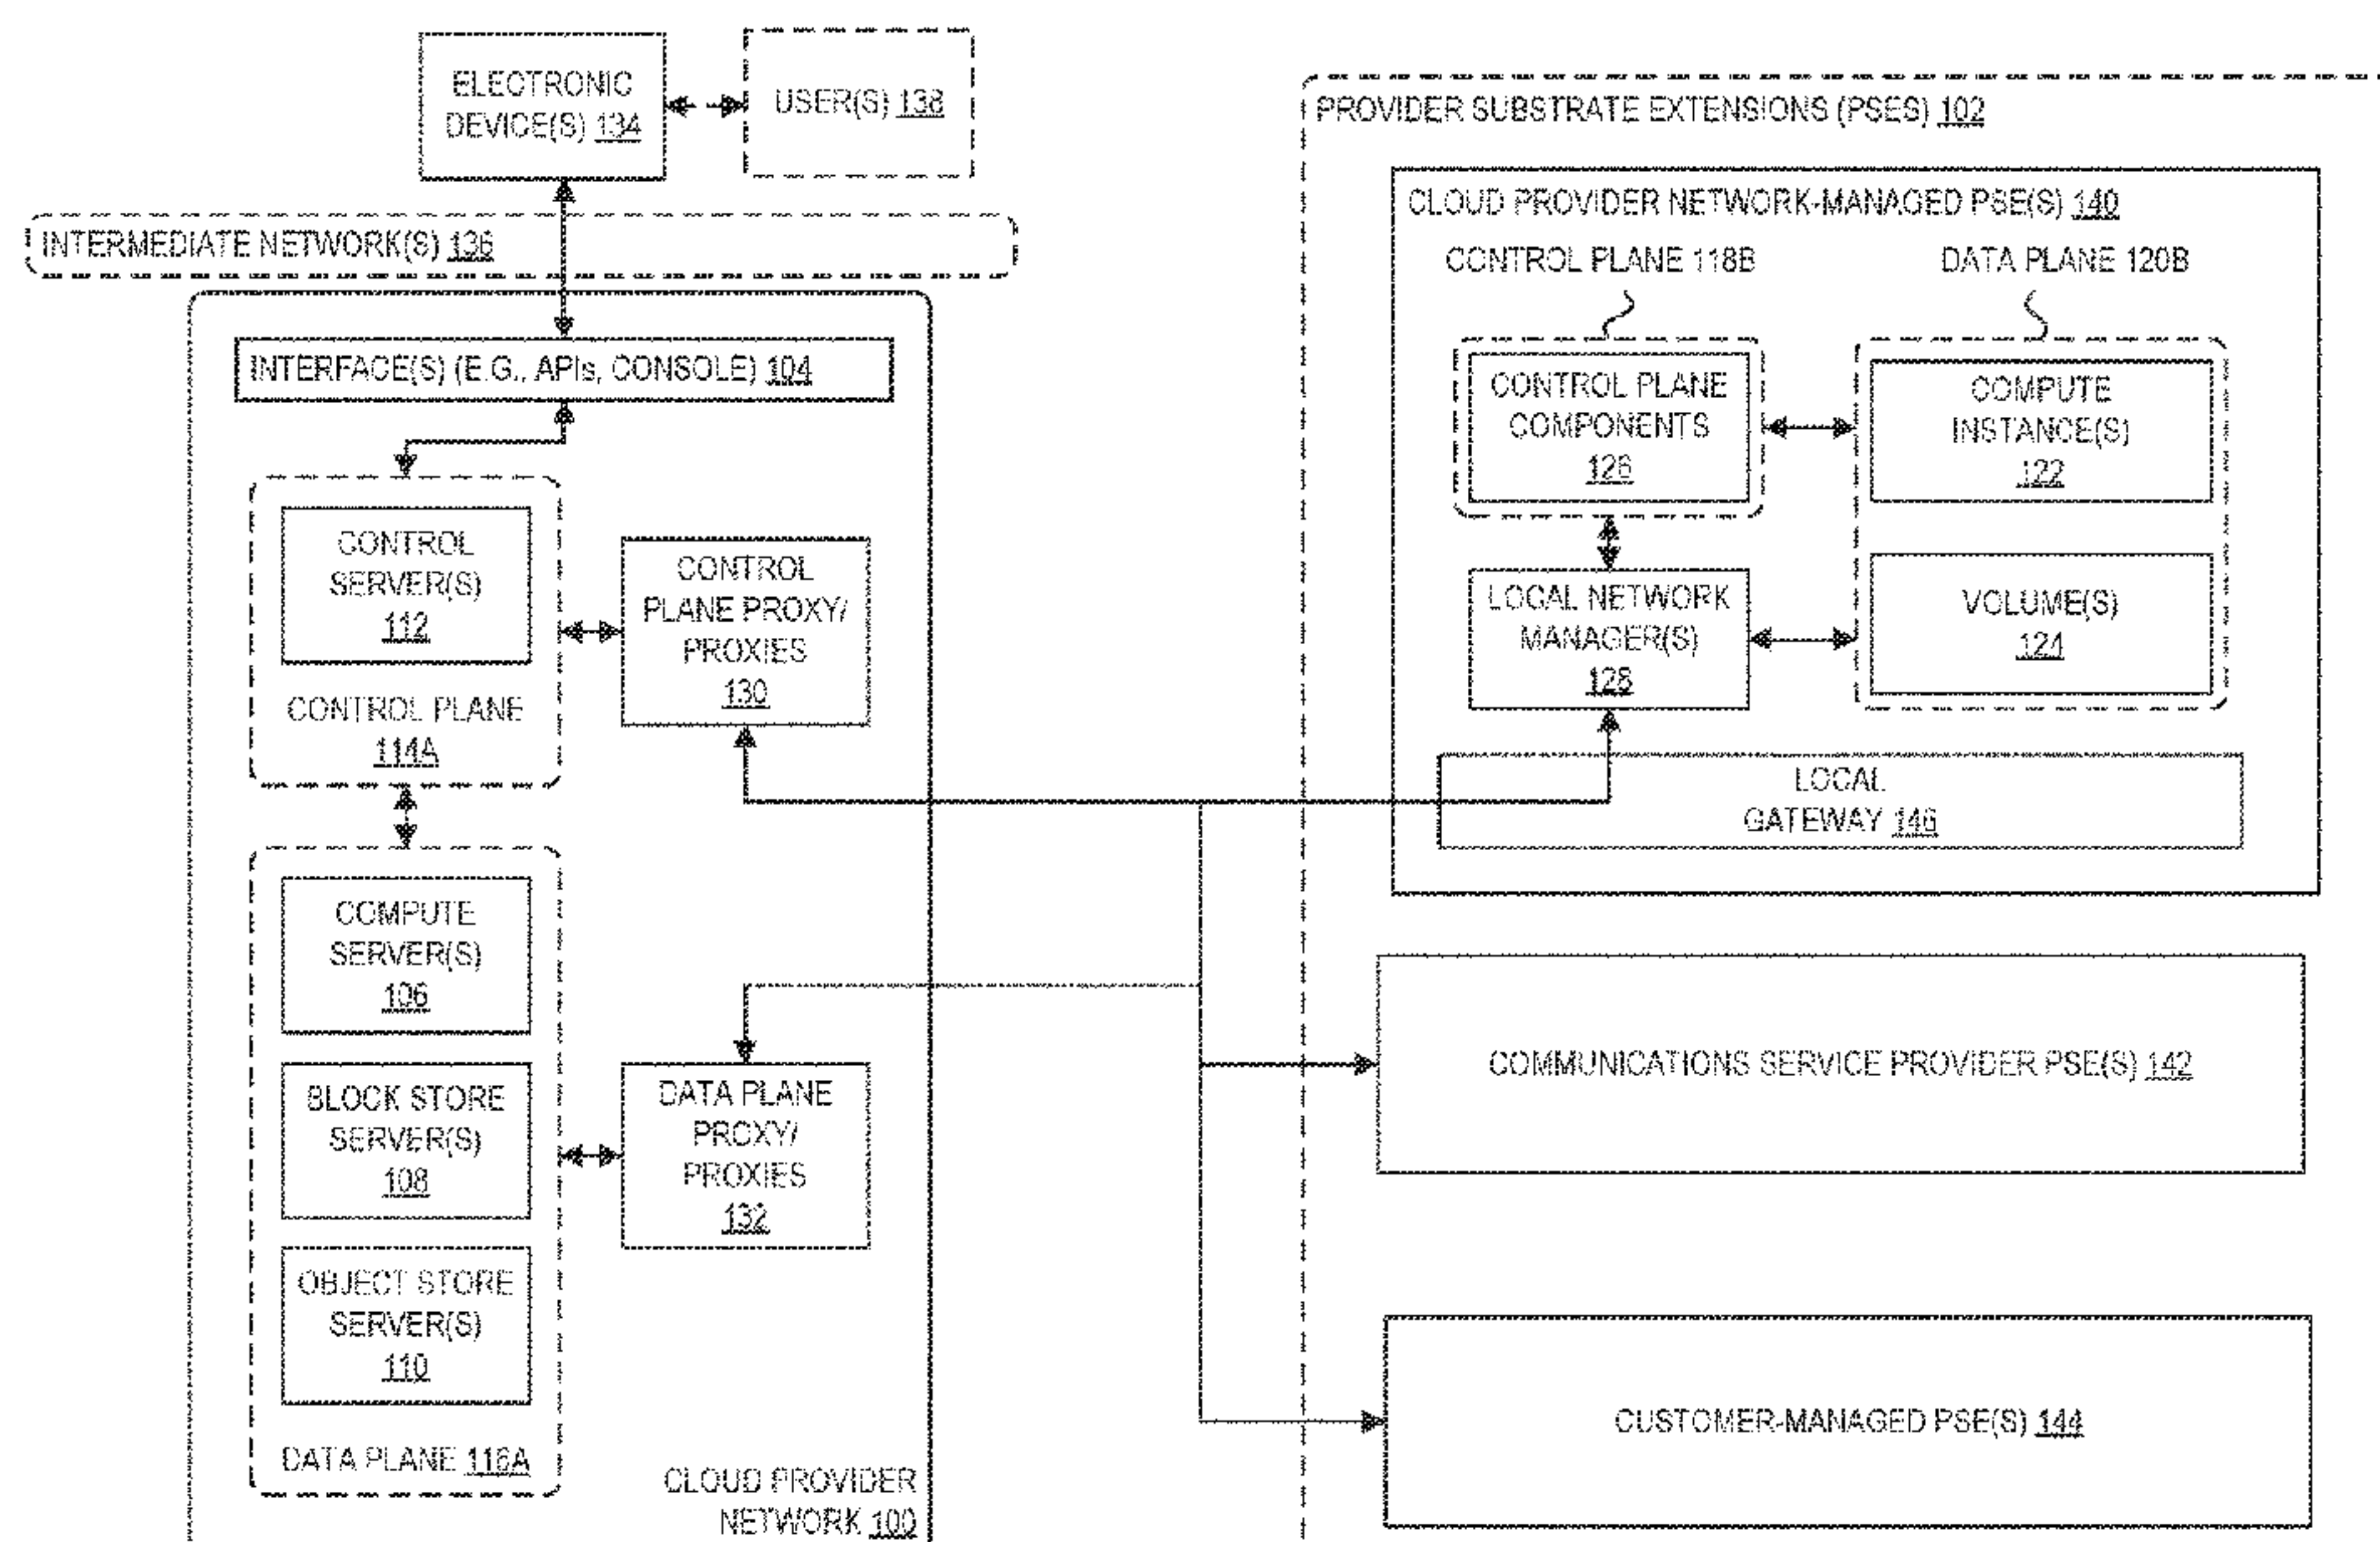 ELECTRONIC
DEVICE(S) 134
USER(S) 138
INTERMEDIATE NETWORK(S) 136
INTERFACE(S) (E.G., APIs, CONSOLE) 104
CONTROL
SERVER(S)
112
CONTROL PLANE
114A
CONTROL
PLANE PROXY/
PROXIES
130
COMPUTE
SERVER(S)
106
BLOCK STORE
SERVER(S)
108
OBJECT STORE
SERVER(S)
110
DATA PLANE 116A
DATA PLANE
PROXY/
PROXIES
132
CLOUD PROVIDER
NETWORK 100
PROVIDER SUBSTRATE EXTENSIONS (PSES) 102
CLOUD PROVIDER NETWORK-MANAGED PSE(S) 140
CONTROL PLANE 118B
DATA PLANE 120B
CONTROL PLANE
COMPONENTS
126
COMPUTE
INSTANCE(S)
122
LOCAL NETWORK
MANAGER(S)
128
VOLUME(S)
124
LOCAL
GATEWAY 146
COMMUNICATIONS SERVICE PROVIDER PSE(S) 142
CUSTOMER-MANAGED PSE(S) 144